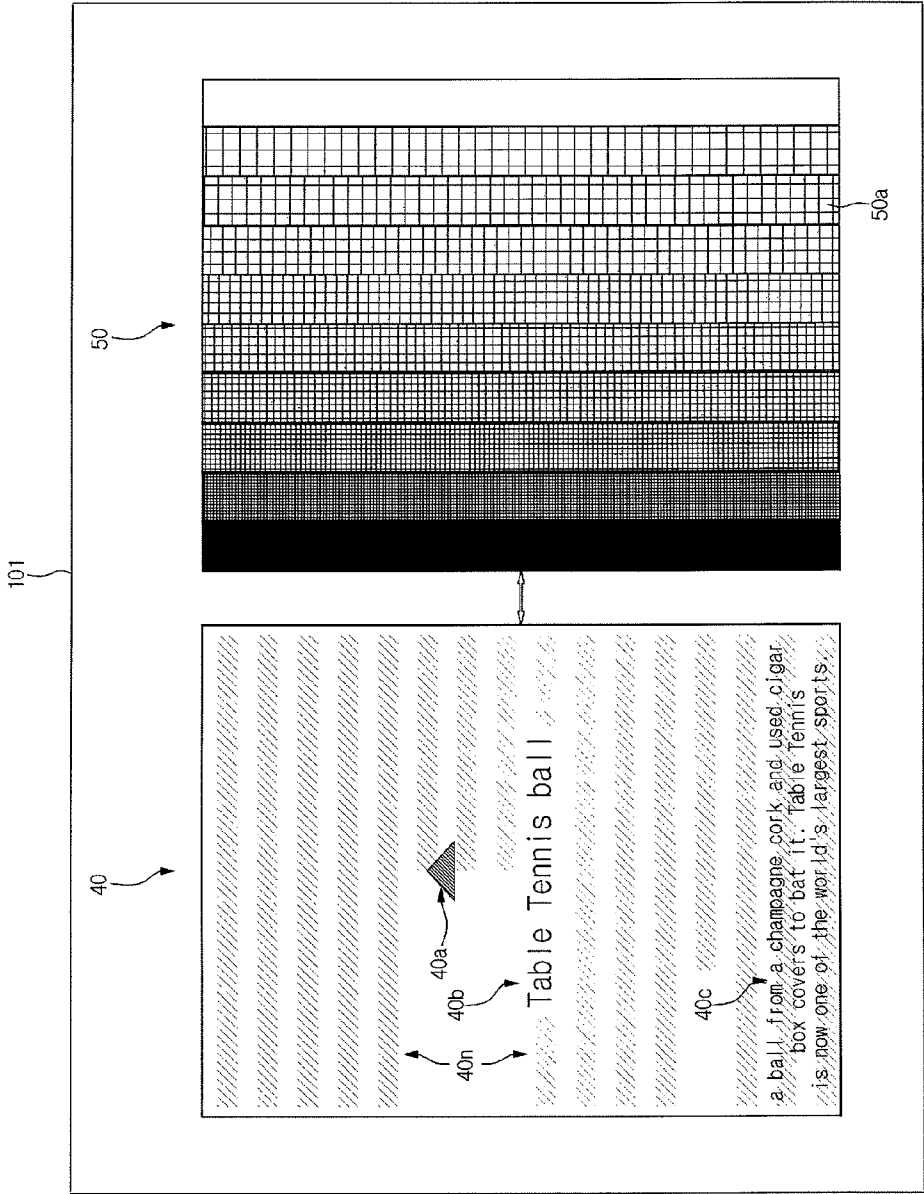 101
40
50
40a
40b
40n
Table Tennis ball
40c
a ball from a champagne cork and used cigar
box covers to bat it. Table Tennis
is now one of the world's largest sports
50a